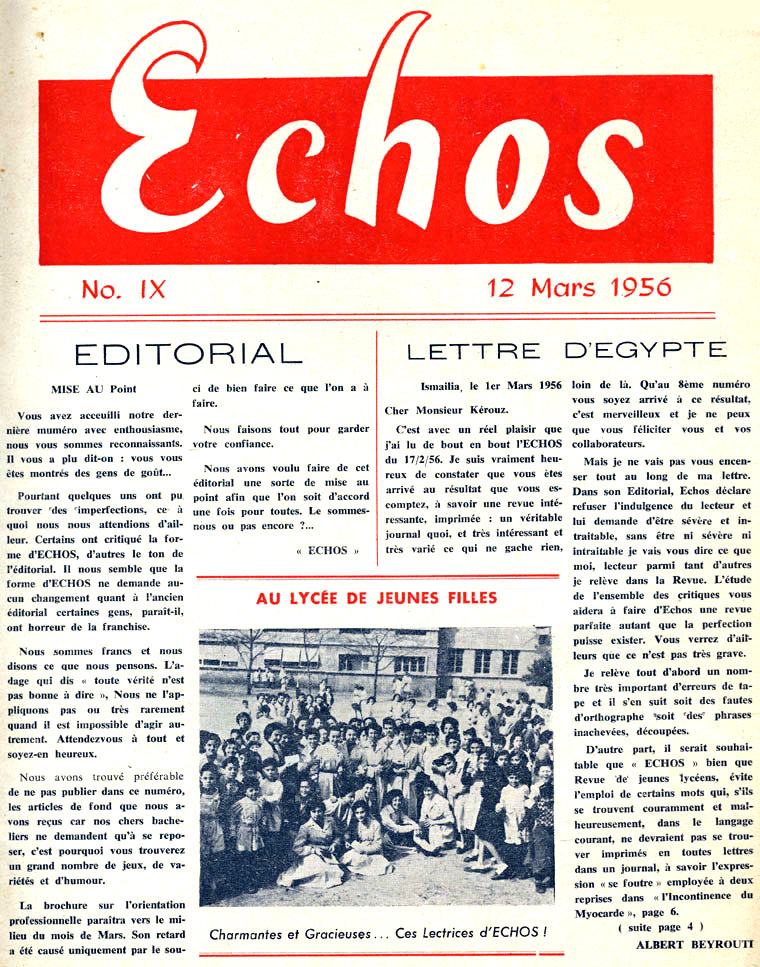 Echos
No. IX
12 Mars 1956
EDITORIAL
MISE AU Point
Vous avez acceuilli notre der-
nière muméro avec enthousiasme,
nous vous sommes reconnaissants.
Il vous a plu dit-on : vous vous
ètes montrés des gens de goût...
Pourtant quelques uns ont pu
trouver des imperfections, ce à
quoi nous nous attendions d'ail-
leur. Certains ont critiqué la for-
me d'ECHOS, d'autres le ton de
l'éditorial. Il nous semble que la
forme d'ECHOS ne demande au-
cun changement quant à l'ancien
éditorial certaines gens, paraît-il,
ont horreur de la franchise.
Nous sommes francs et nous
disons ce que nous pensons. L'a-
dage qui dis « toute vérité n'est
pas bonne à dire », Nous ne l'ap-
pliquons pas ou très rarement
quand il est impossible d'agir au-
trement. Attendezvous à tout et
soyez-en heureux.
Nous avons trouvé préférable
de ne pas publier dans ce numéro,
les articles de fond que nous a-
vons reçus car nos chers bache-
liers ne demandent qu'à se repo-
ser, c'est pourquoi vous trouverez
un grand nombre de jeux, de va-
riétés et d'humour.
La brochure sur l'orientation
professionnelle paraîtra vers le mi-
lieu du mois de Mars. Son retard
a été causé uniquement par le sou-
ci de bien faire ce que l'on a à
faire.
Nous faisons tout pour garder
votre confiance.
Nous avons voulu faire de cet
éditorial une sorte de mise au
point afin que l'on soit d'accord
une fois pour toutes. Le sommes-
nous ou pas encore ?...
« ECHOS »
LETTRE D'EGYPTE
Ismailia, le 1er Mars 1956
Cher Monsieur Kérouz.
C'est avec un réel plaisir que
j'ai lu de bout en bout l'ECHOS
du 17/2/56. Je suis vraiment heu-
reux de constater que vous ètes
arrivé au résultat que vous es-
comptez, à savoir une revue inté-
ressante, imprimée : un véritable
journal quoi, et très intéressant et
très varié ce qui ne gache rien,
loin de là. Qu'au 8ème numéro
vous soyez arrivé à ce résultat,
c'est merveilleux et je ne peux
que vous féliciter vous et vos
collaborateurs.
Mais je ne vais pas vous encen-
ser tout au long de ma lettre.
Dans son Editorial, Echos déclare
refuser l'indulgence du lecteur et
lui demande d'être sévère et in-
traitable, sans être ni sévère ni
intraitable je vais vous dire ce que
moi, lecteur parmi tant d'autres
je relève dans la Revue. L'étude
de l'ensemble des critiques vous
aidera à faire d'Echos une revue
parfaite autant que la perfection
puisse exister. Vous verrez d'ail-
leurs que ce n'est pas très grave.
Je relève tout d'abord un nom-
bre très important d'erreurs de ta-
pe et il s'en suit soit des fautes
d'orthographe soit des phrases
inachevées, découpées.
D'autre part, il serait souhai-
table que « ECHOS » bien que
Revue de jeunes lycéens, évite
l'emploi de certains mots qui, s'ils
se trouvent couramment et mal-
heureusement, dans le langage
courant, ne devraient pas se trou-
ver imprimés en toutes lettres
dans un journal, à savoir l'expres-
sion « se foutre » employée à deux
reprises dans « l'Incontinence du
Myocarde », page 6.
( suite page 4 )
ALBERT BEYROUTI
AU LYCÉE DE JEUNES FILLES
Charmantes et Gracieuses... Ces Lectrices d'ECHOS !